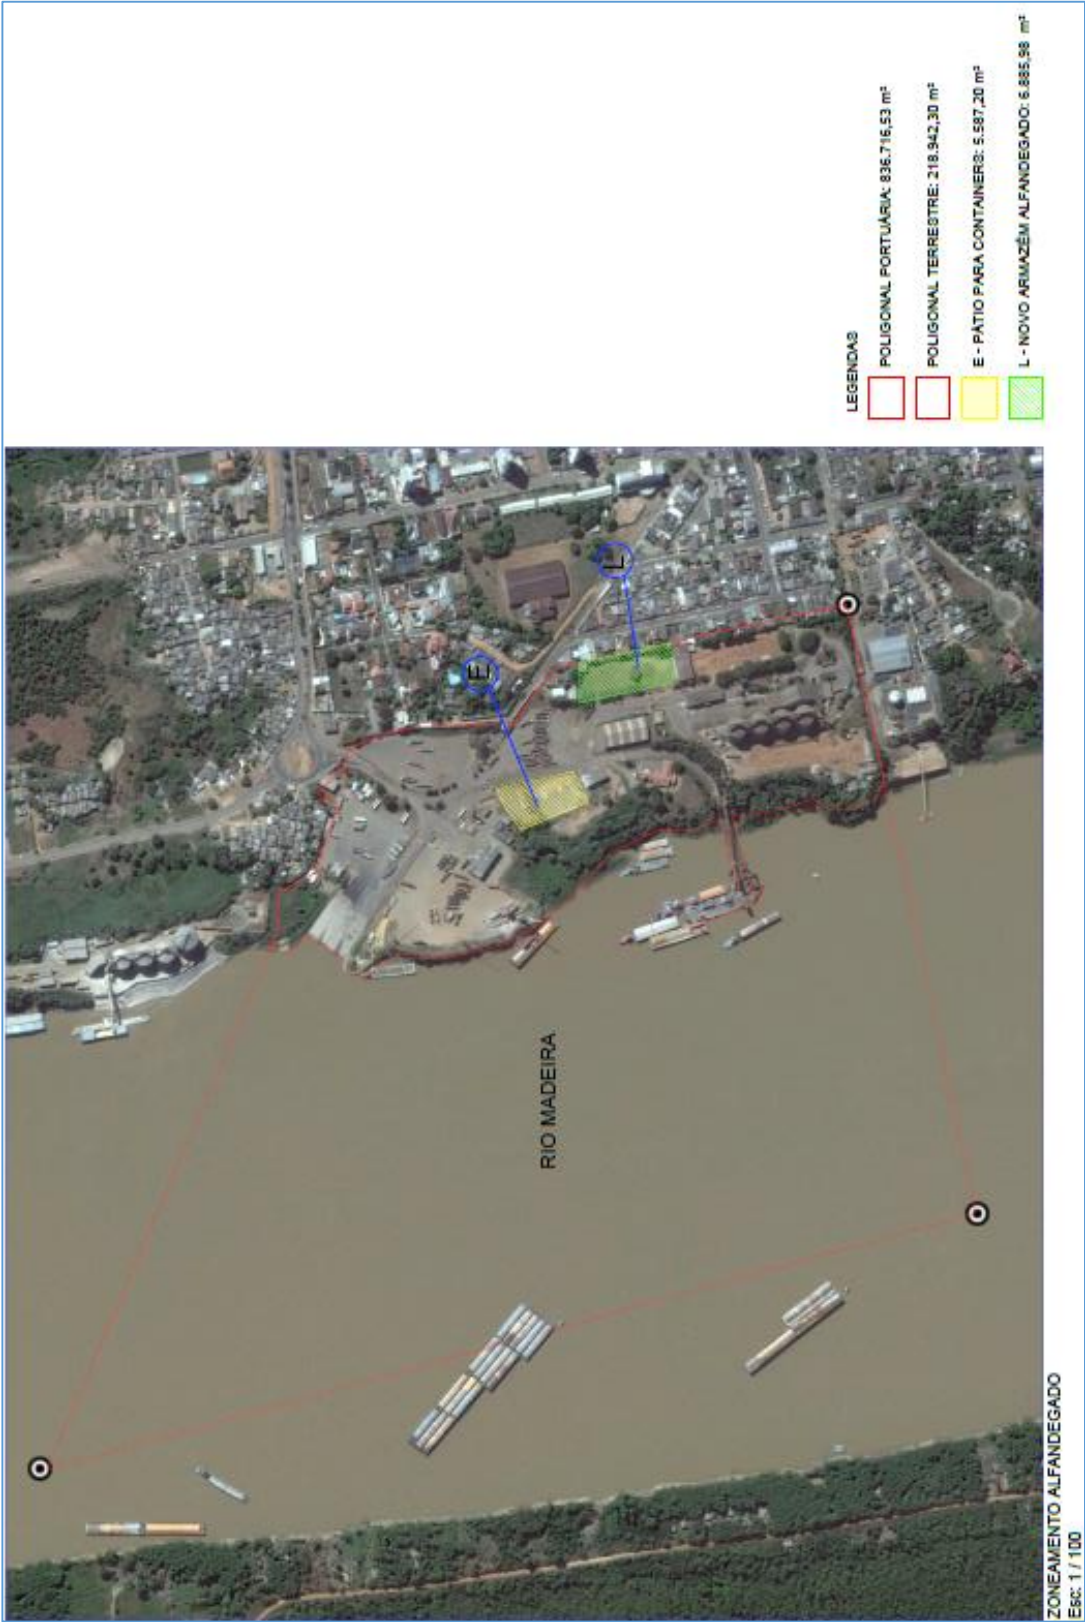 LEGENDAS
POLIGONAL PORTUÁRIA: 836.716,53 m²
POLIGONAL TERRESTRE: 218.942,30 m²
E - PÁTIO PARA CONTAINERS: 5.587,20 m²
L - NOVO ARMAZÉM ALFANDEGADO: 6.885,98 m²
E
L
RIO MADEIRA
ZONEAMENTO ALFANDEGADO
Esc: 1 / 100